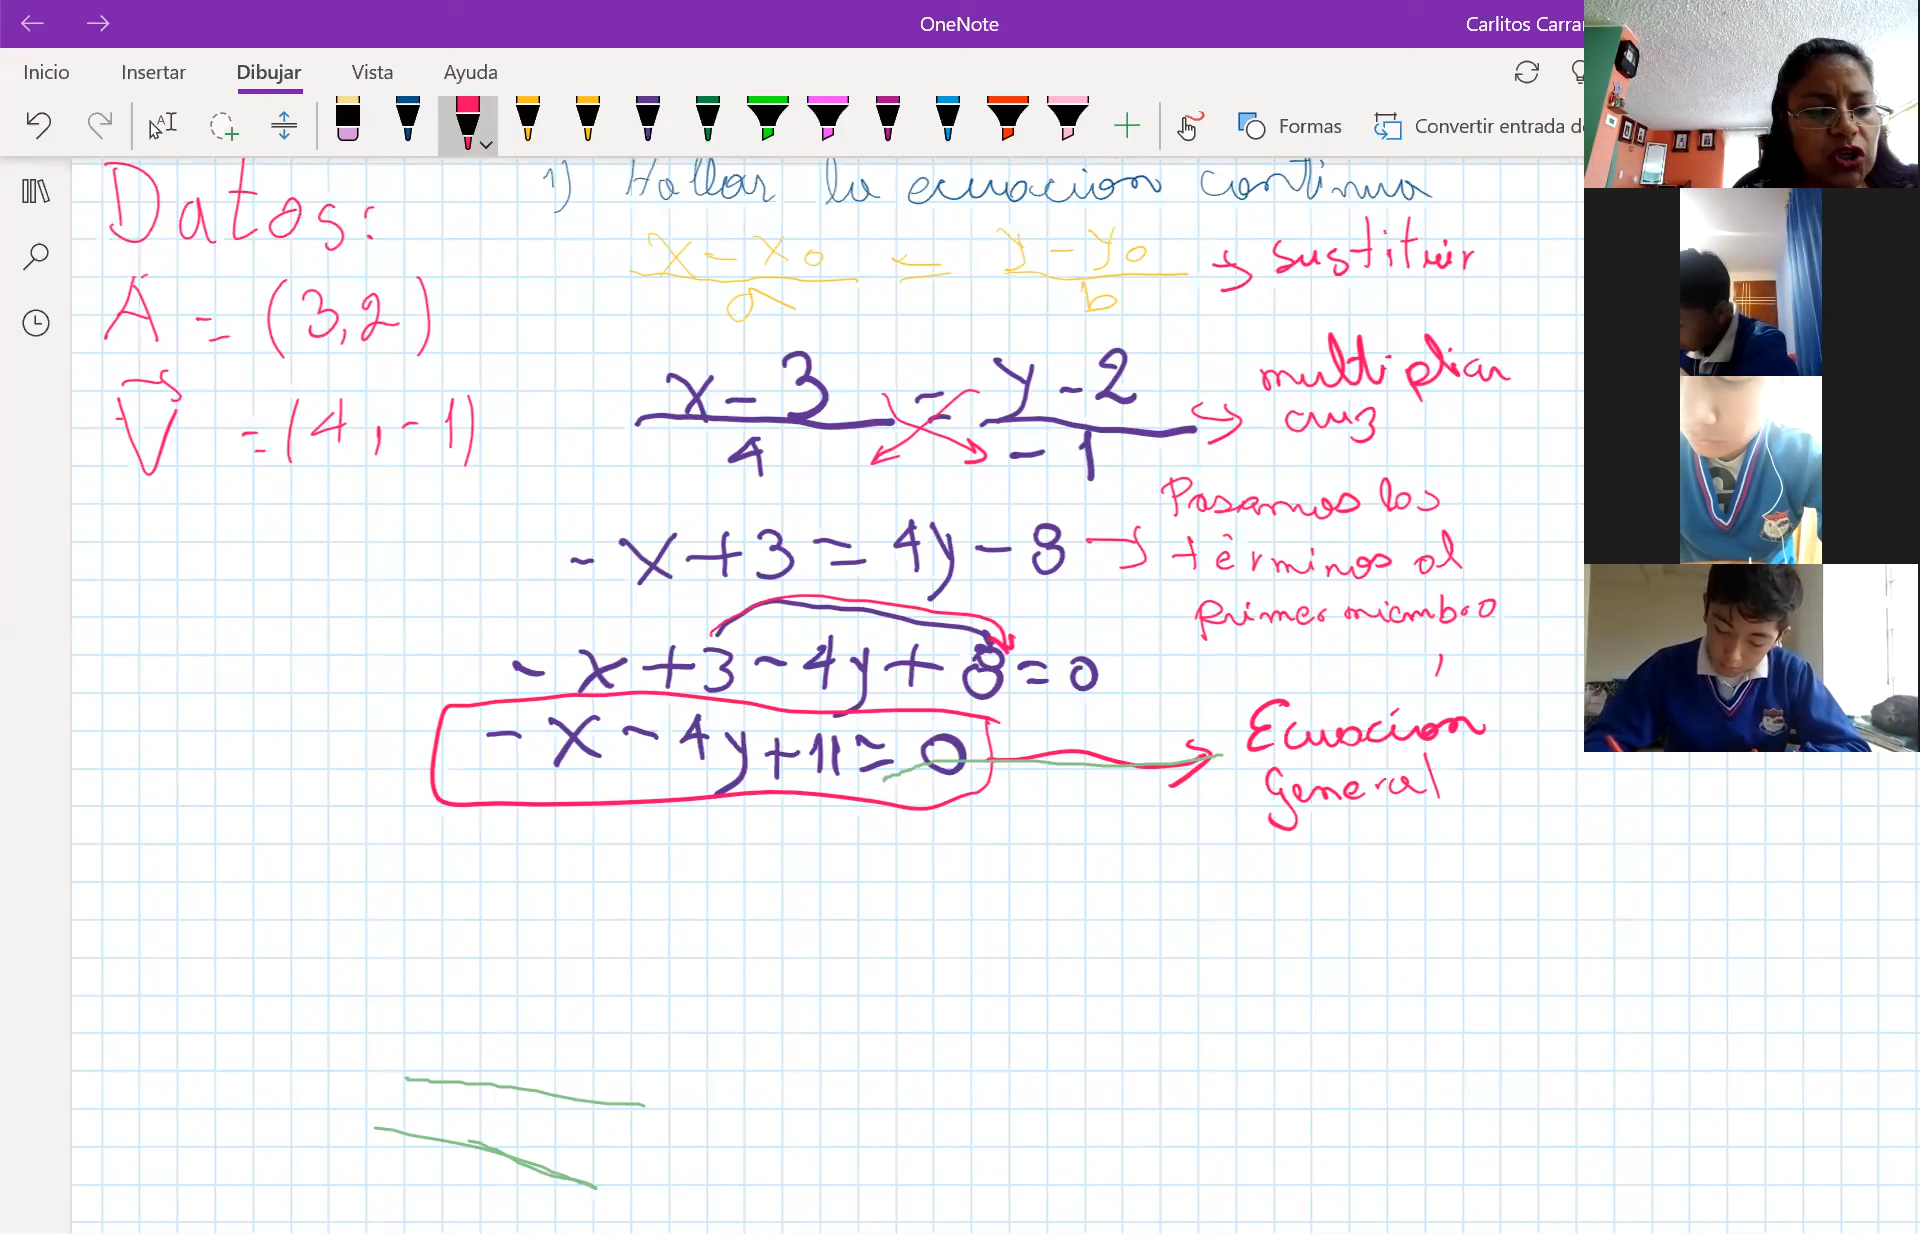 OneNote
Carlitos Carra
Inicio Insertar Dibujar Vista Ayuda
Formas Convertir entrada d
Datos:
A = (3,2)
V = (4, -1)
1) Hallar la ecuacion continua
x - x0 / a = y - y0 / b → sustituir
x - 3 / 4 = y - 2 / - 1 → multipliar cruz
- x + 3 = 4y - 8 → Pasamos los términos al primer miembro
- x + 3 - 4y + 8 = 0
- x - 4y + 11 = 0 → Ecuacion General